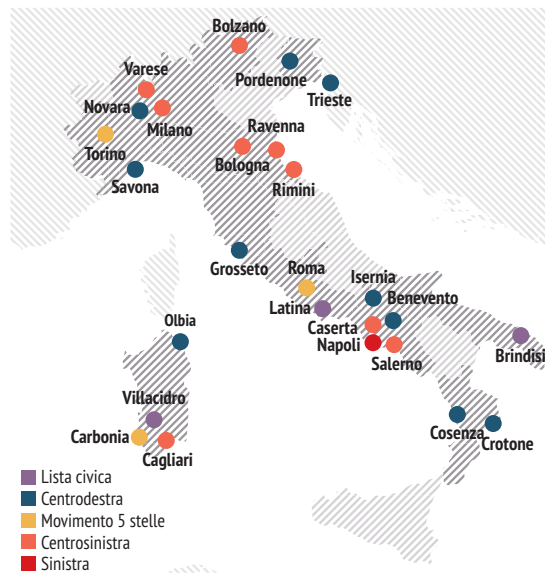 Bolzano
Pordenone
Varese
Trieste
Novara
Milano
Ravenna
Torino
Bologna
Savona
Rimini
Grosseto
Roma
Isernia
Latina
Benevento
Caserta
Napoli
Salerno
Brindisi
Olbia
Villacidro
Carbonia
Cagliari
Cosenza
Crotone
Lista civica
Centrodestra
Movimento 5 stelle
Centrosinistra
Sinistra